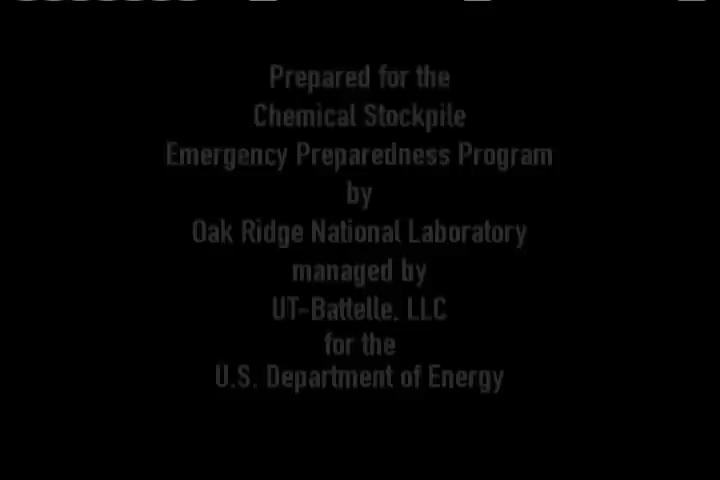 Prepared for the
Chemical Stockpile
Emergency Preparedness Program
by
Oak Ridge National Laboratory
managed by
UT-Battelle, LLC
for the
U.S. Department of Energy